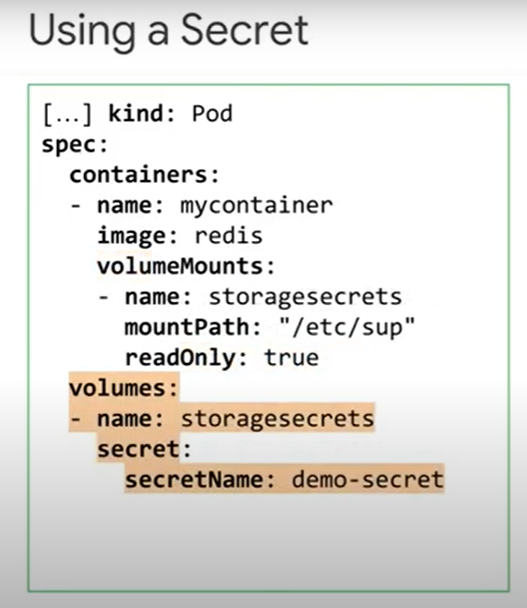 Using a Secret
[...] kind: Pod
spec:
  containers:
  - name: mycontainer
    image: redis
    volumeMounts:
    - name: storagesecrets
      mountPath: "/etc/sup"
      readOnly: true
  volumes:
  - name: storagesecrets
    secret:
      secretName: demo-secret